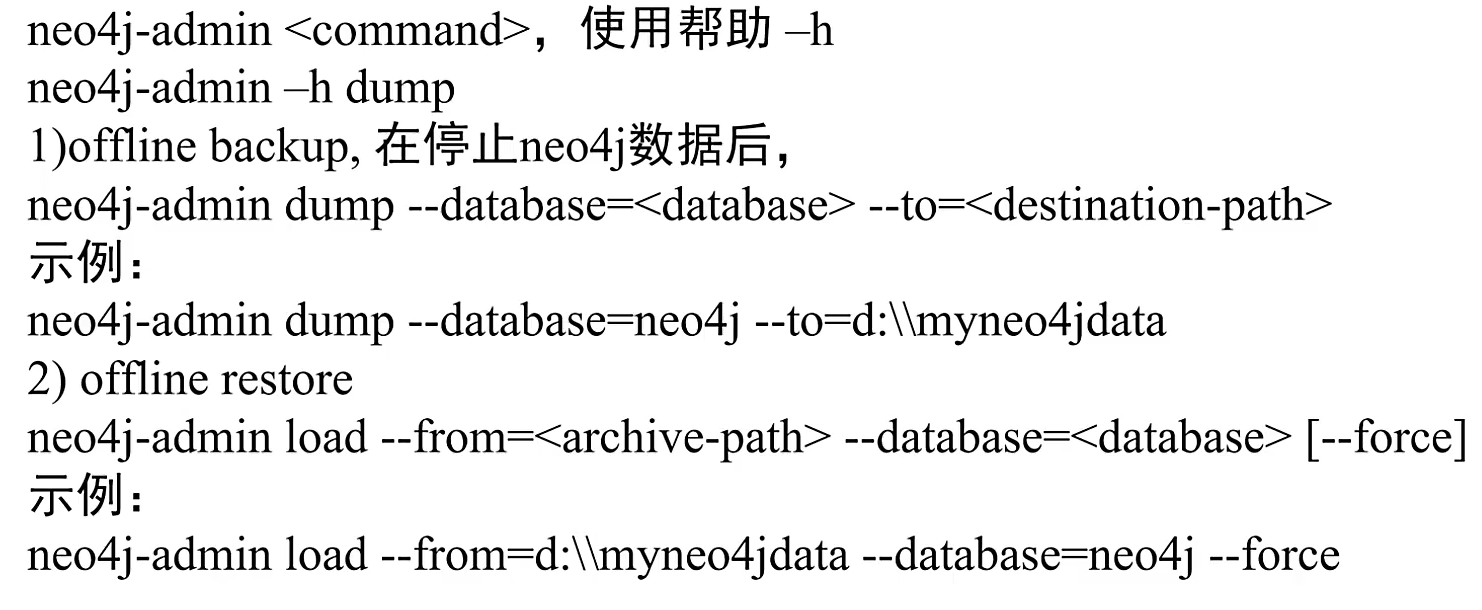 neo4j-admin <command>，使用帮助 –h
neo4j-admin –h dump
1)offline backup, 在停止neo4j数据后，
neo4j-admin dump --database=<database> --to=<destination-path>
示例：
neo4j-admin dump --database=neo4j --to=d:\\myneo4jdata
2) offline restore
neo4j-admin load --from=<archive-path> --database=<database> [--force]
示例：
neo4j-admin load --from=d:\\myneo4jdata --database=neo4j --force